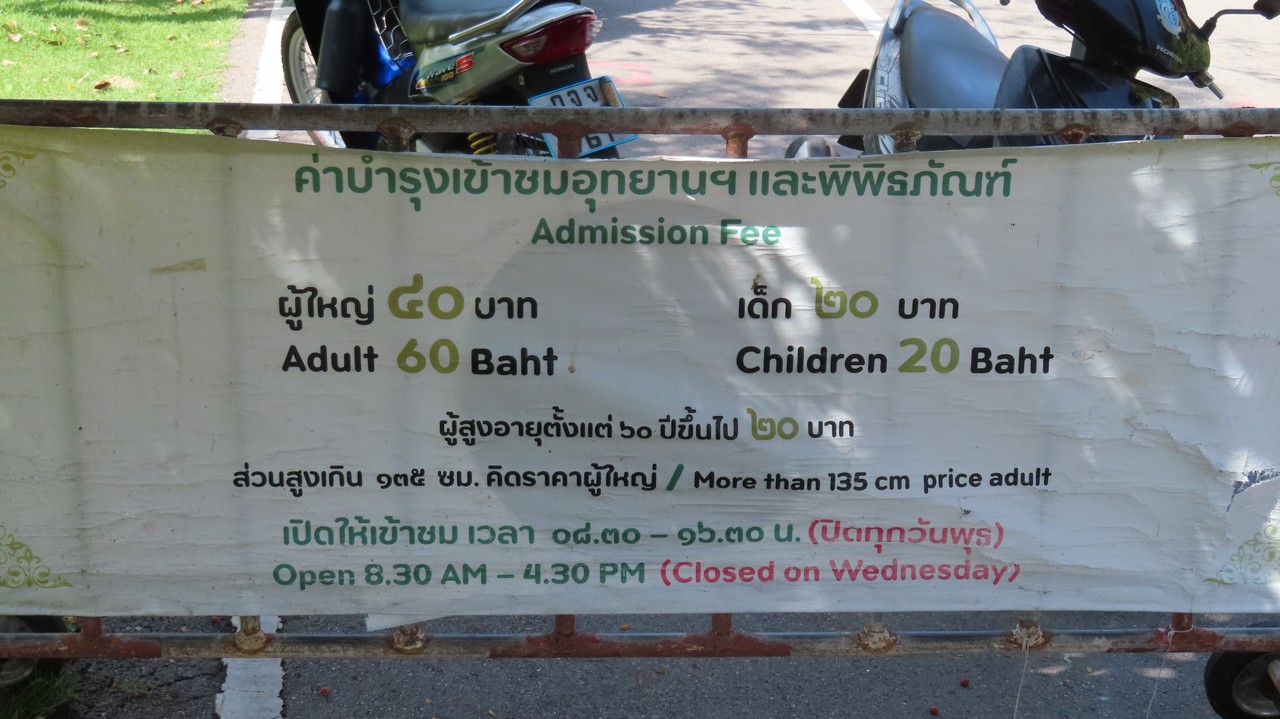 WaveS
HONDA
กจจ
ค่าบำรุงเข้าชมอุทยานฯ และพิพิธภัณฑ์
Admission Fee
ผู้ใหญ่ ๔๐ บาท
Adult 60 Baht
เด็ก ๒๐ บาท
Children 20 Baht
ผู้สูงอายุตั้งแต่ ๖๐ ปีขึ้นไป ๒๐ บาท
ส่วนสูงเกิน ๑๓๕ ซม. คิดราคาผู้ใหญ่ / More than 135 cm price adult
เปิดให้เข้าชม เวลา ๐๘.๓๐ – ๑๖.๓๐ น. (ปิดทุกวันพุธ)
Open 8.30 AM – 4.30 PM (Closed on Wednesday)